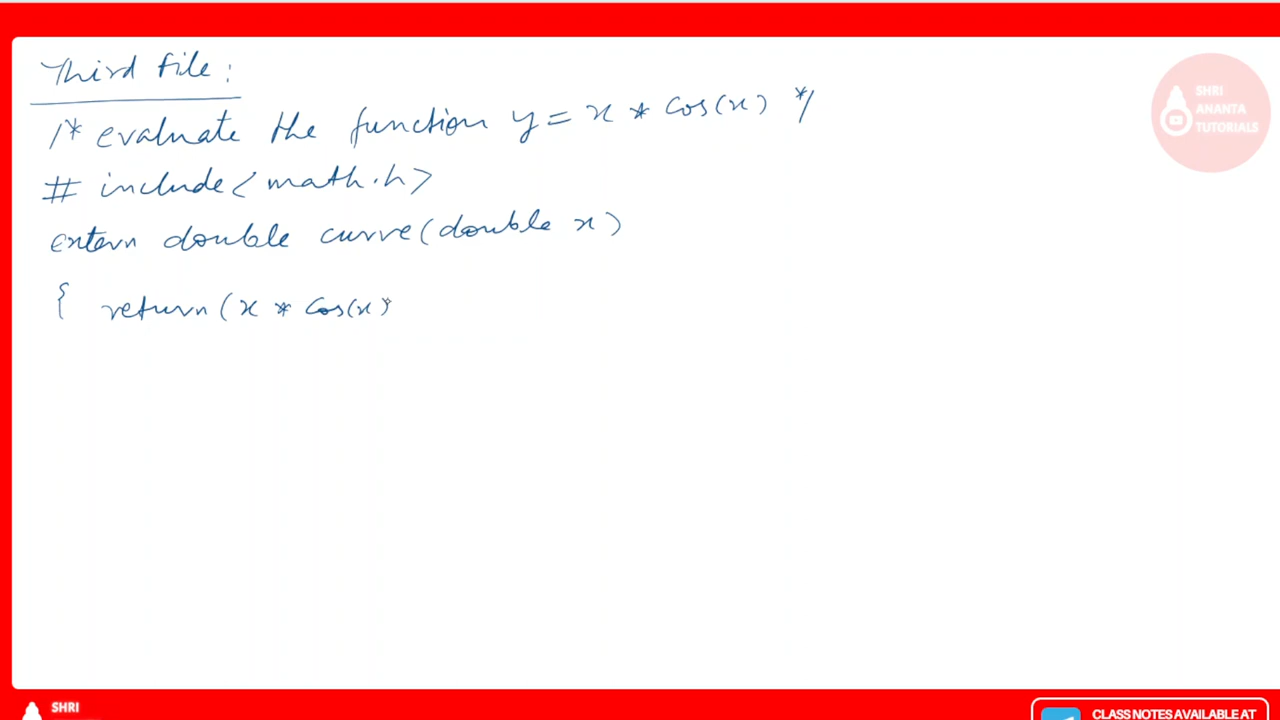 Third file:
/* evaluate the function y = x * cos(x) */
# include <math.h>
extern double curve(double x)
{ return (x * cos(x)
SHRI
ANANTA
TUTORIALS
SHRI
CLASS NOTES AVAILABLE AT